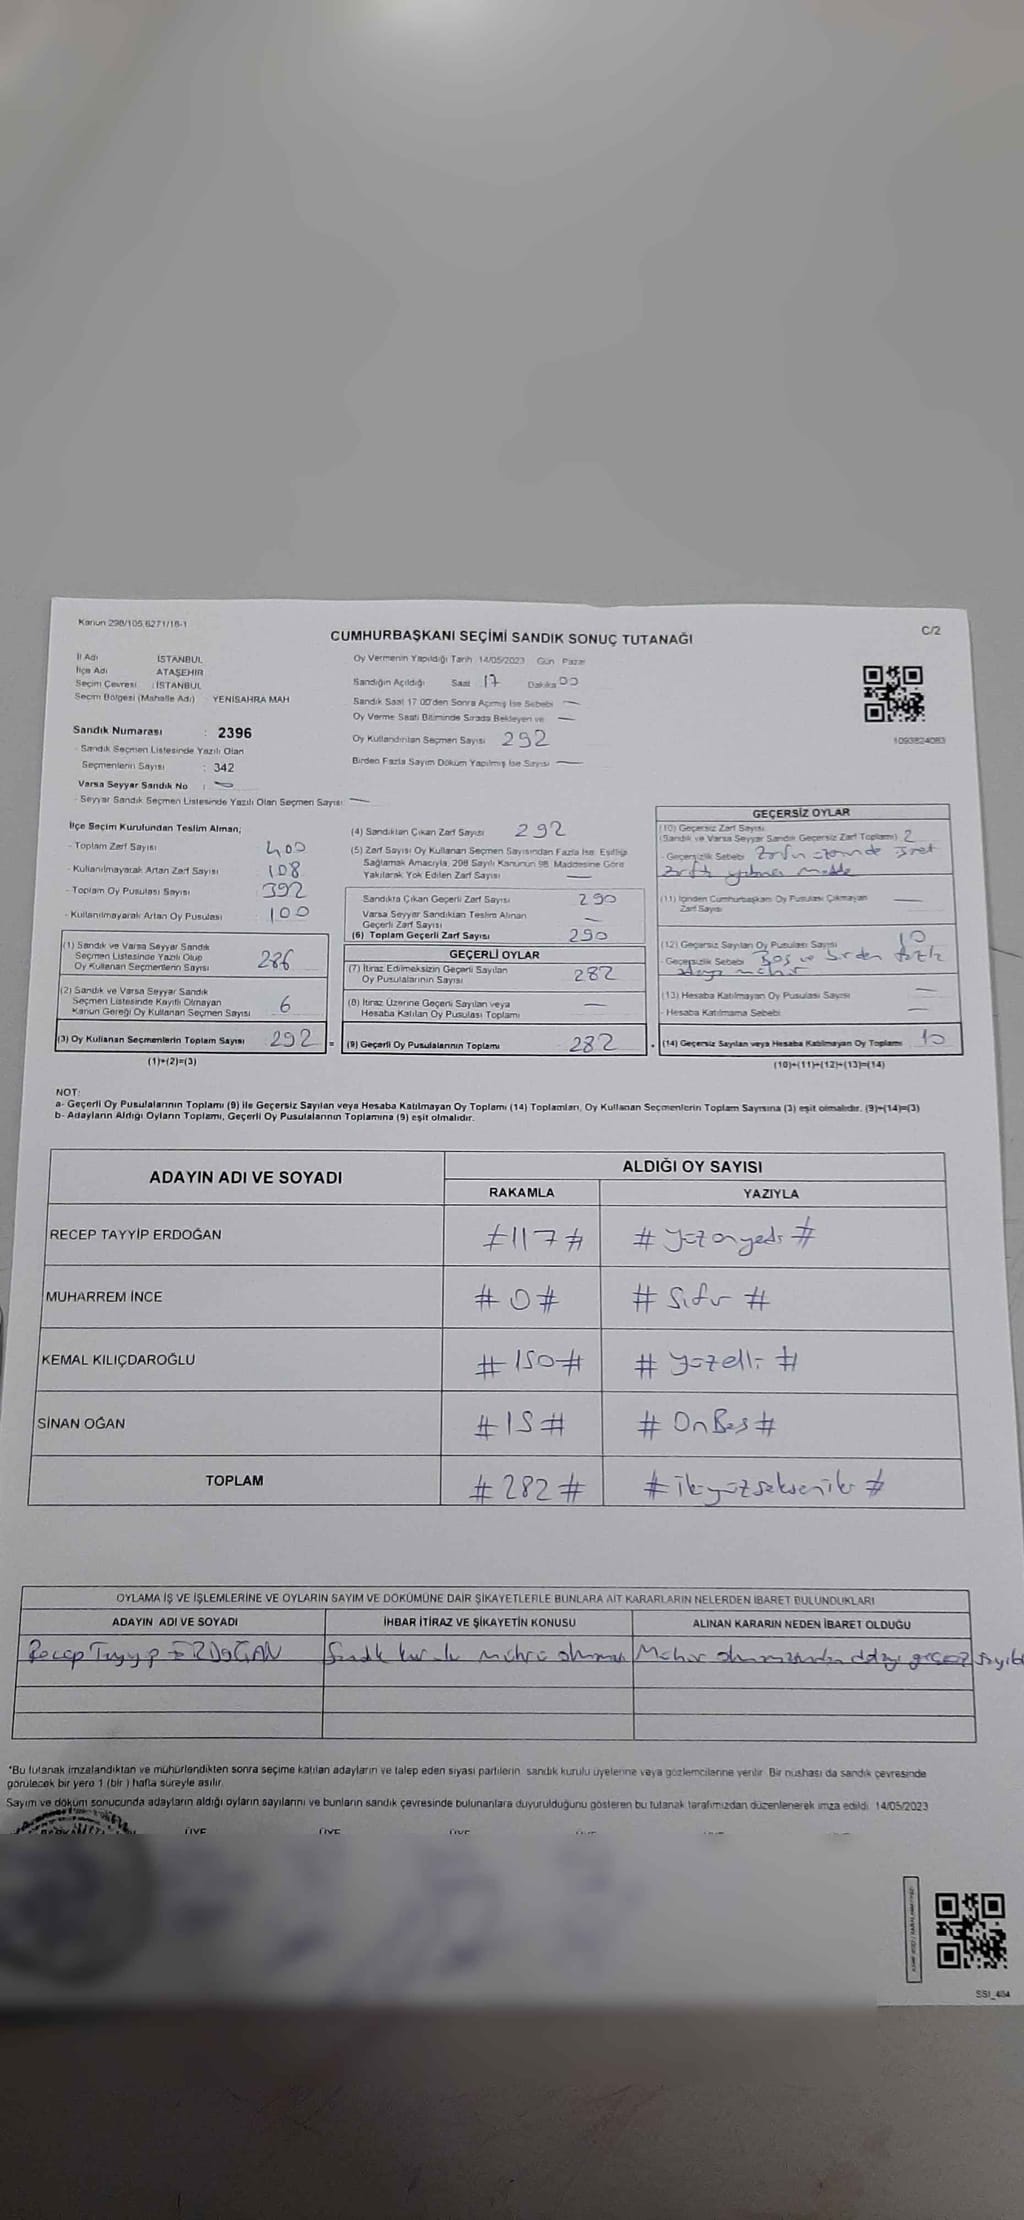 Kanun 298/105,6271/18-1
C/2
CUMHURBAŞKANI SEÇİMİ SANDIK SONUÇ TUTANAĞI
İl Adı İSTANBUL
İlçe Adı ATAŞEHİR
Seçim Çevresi : İSTANBUL
Seçim Bölgesi (Mahalle Adı) YENİSAHRA MAH
Sandık Numarası : 2396
- Sandık Seçmen Listesinde Yazılı Olan
Seçmenlerin Sayısı : 342
Varsa Seyyar Sandık No :
- Seyyar Sandık Seçmen Listesinde Yazılı Olan Seçmen Sayısı
Oy Vermenin Yapıldığı Tarih 14/05/2023 Gün Pazar
Sandığın Açıldığı Saat 17 Dakika 00
Sandık Saat 17 00'den Sonra Açılmış İse Sebebi
Oy Verme Saati Bitiminde Sırada Bekleyen ve
Oy Kullandırılan Seçmen Sayısı 292
Birden Fazla Sayım Döküm Yapılmış İse Sayısı
1093824083
İlçe Seçim Kurulundan Teslim Alınan;
- Toplam Zarf Sayısı 400
- Kullanılmayarak Artan Zarf Sayısı 108
- Toplam Oy Pusulası Sayısı 392
- Kullanılmayarak Artan Oy Pusulası 100
(1) Sandık ve Varsa Seyyar Sandık
Seçmen Listesinde Yazılı Olup
Oy Kullanan Seçmenlerin Sayısı 286
(2) Sandık ve Varsa Seyyar Sandık
Seçmen Listesinde Kayıtlı Olmayan
Kanun Gereği Oy Kullanan Seçmen Sayısı 6
(3) Oy Kullanan Seçmenlerin Toplam Sayısı 292 =
(1)+(2)=(3)
(4) Sandıktan Çıkan Zarf Sayısı 292
(5) Zarf Sayısı Oy Kullanan Seçmen Sayısından Fazla İse, Eşitliği
Sağlamak Amacıyla, 298 Sayılı Kanunun 98. Maddesine Göre
Yakılarak Yok Edilen Zarf Sayısı
Sandıkta Çıkan Geçerli Zarf Sayısı 290
Varsa Seyyar Sandıktan Teslim Alınan
Geçerli Zarf Sayısı
(6) Toplam Geçerli Zarf Sayısı 290
GEÇERLİ OYLAR
(7) İtiraz Edilmeksizin Geçerli Sayılan
Oy Pusulalarının Sayısı 282
(8) İtiraz Üzerine Geçerli Sayılan veya
Hesaba Katılan Oy Pusulası Toplamı
(9) Geçerli Oy Pusulalarının Toplamı 282
GEÇERSİZ OYLAR
(10) Geçersiz Zarf Sayısı
(Sandık ve Varsa Seyyar Sandık Geçersiz Zarf Toplamı) 2
- Geçersizlik Sebebi
(11) İçinden Cumhurbaşkanı Oy Pusulası Çıkmayan
Zarf Sayısı
(12) Geçersiz Sayılan Oy Pusulası Sayısı 10
- Geçersizlik Sebebi Boş ve birden fazla
mühür
(13) Hesaba Katılmayan Oy Pusulası Sayısı
- Hesaba Katılmama Sebebi
(14) Geçersiz Sayılan veya Hesaba Katılmayan Oy Toplamı 10
(10)+(11)+(12)+(13)=(14)
NOT:
a- Geçerli Oy Pusulalarının Toplamı (9) ile Geçersiz Sayılan veya Hesaba Katılmayan Oy Toplamı (14) Toplamları, Oy Kullanan Seçmenlerin Toplam Sayısına (3) eşit olmalıdır. (9)+(14)=(3)
b- Adayların Aldığı Oyların Toplamı, Geçerli Oy Pusulalarının Toplamına (9) eşit olmalıdır.
ADAYIN ADI VE SOYADI ALDIĞI OY SAYISI
RAKAMLA YAZIYLA
RECEP TAYYİP ERDOĞAN #117# # yüzonyedi #
MUHARREM İNCE #0# # Sıfır #
KEMAL KILIÇDAROĞLU #150# # yüzelli #
SİNAN OĞAN #15# # OnBeş #
TOPLAM #282# # ikiyüzsekseniki #
OYLAMA İŞ VE İŞLEMLERİNE VE OYLARIN SAYIM VE DÖKÜMÜNE DAİR ŞİKAYETLERLE BUNLARA AİT KARARLARIN NELERDEN İBARET BULUNDUKLARI
ADAYIN ADI VE SOYADI İHBAR İTİRAZ VE ŞİKAYETİN KONUSU ALINAN KARARIN NEDEN İBARET OLDUĞU
Recep Tayyip ERDOĞAN Sandık kurulu mührü Mühür geçersiz
*Bu tutanak imzalandıktan ve mühürlendikten sonra seçime katılan adayların ve talep eden siyasi partilerin sandık kurulu üyelerine veya gözlemcilerine verilir. Bir nüshası da sandık çevresinde
görülecek bir yere 1 (bir) hafta süreyle asılır.
Sayım ve döküm sonucunda adayların aldığı oyların sayılarını ve bunların sandık çevresinde bulunanlara duyurulduğunu gösteren bu tutanak tarafımızdan düzenlenerek imza edildi. 14/05/2023
ÜYE ÜYE ÜYE
SSI_404